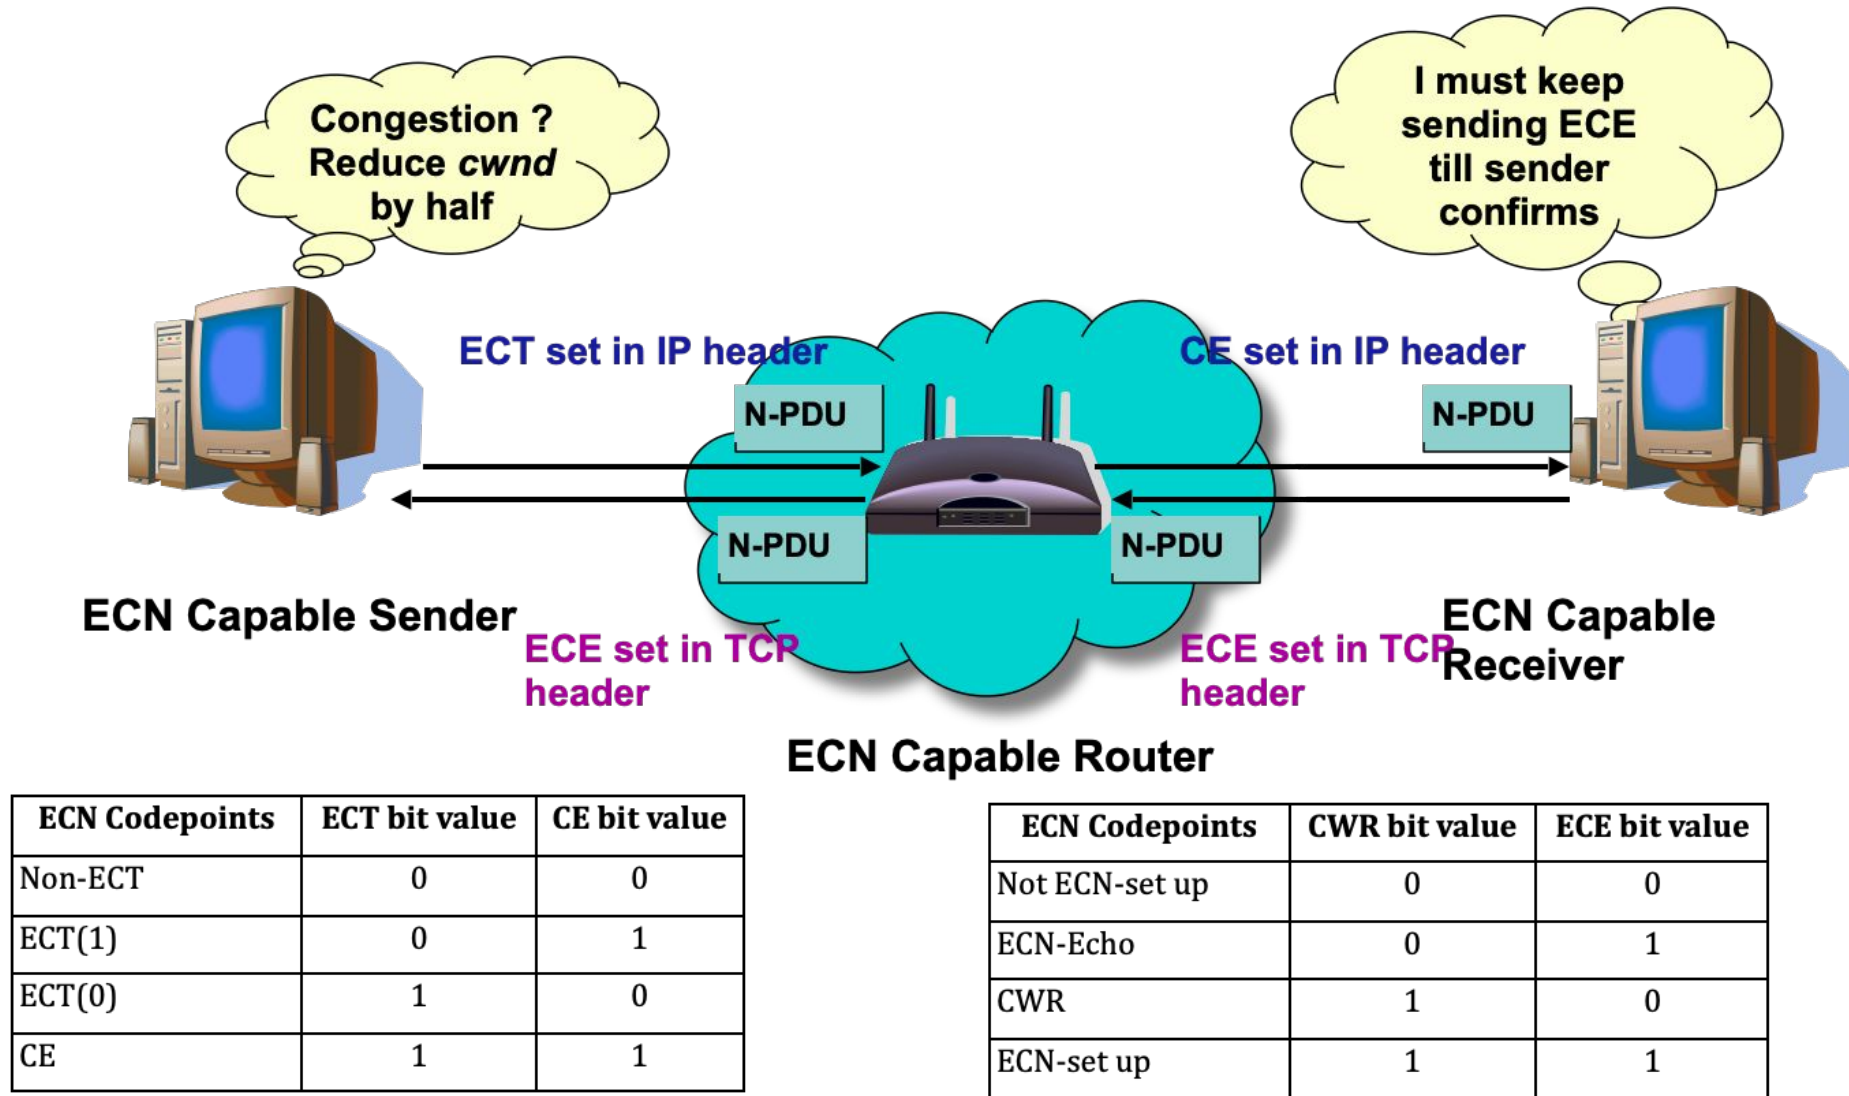 Congestion ?
Reduce cwnd
by half
I must keep
sending ECE
till sender
confirms
ECT set in IP header
CE set in IP header
N-PDU
N-PDU
N-PDU
N-PDU
ECN Capable Sender
ECE set in TCP
header
ECE set in TCP
header
ECN Capable
Receiver
ECN Capable Router
ECN Codepoints ECT bit value CE bit value
Non-ECT 0 0
ECT(1) 0 1
ECT(0) 1 0
CE 1 1
ECN Codepoints CWR bit value ECE bit value
Not ECN-set up 0 0
ECN-Echo 0 1
CWR 1 0
ECN-set up 1 1